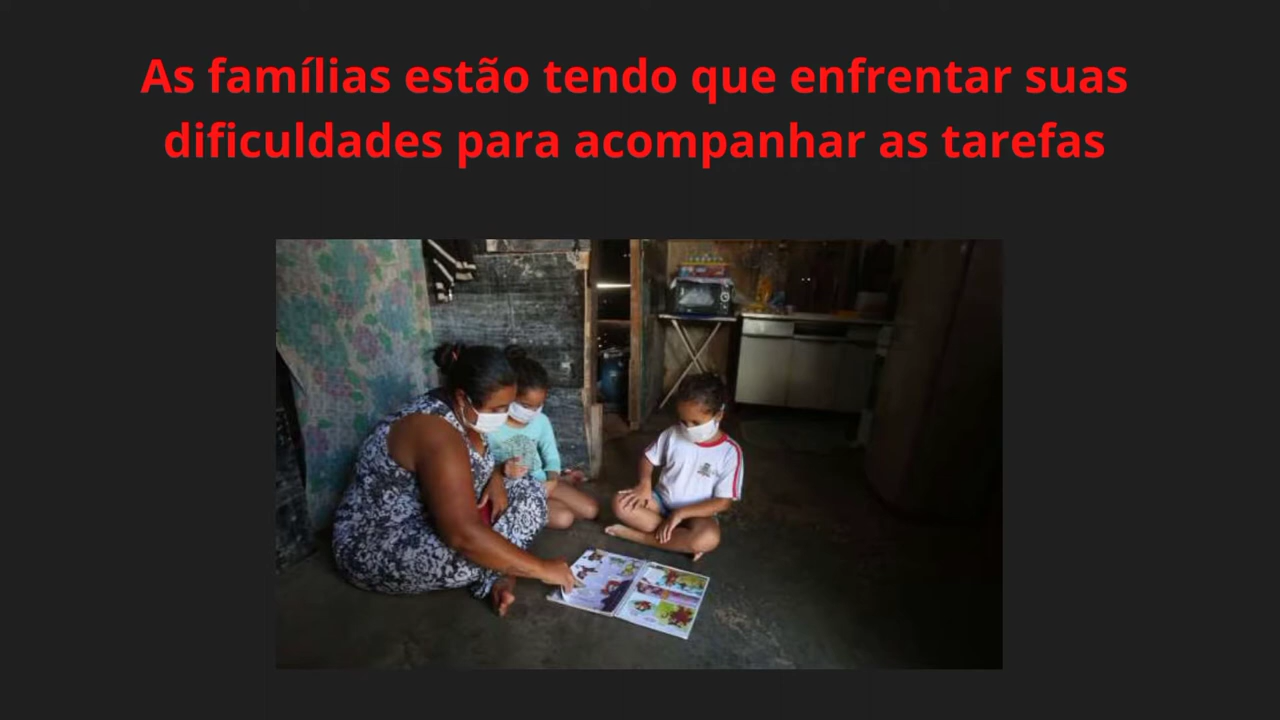 As famílias estão tendo que enfrentar suas
dificuldades para acompanhar as tarefas